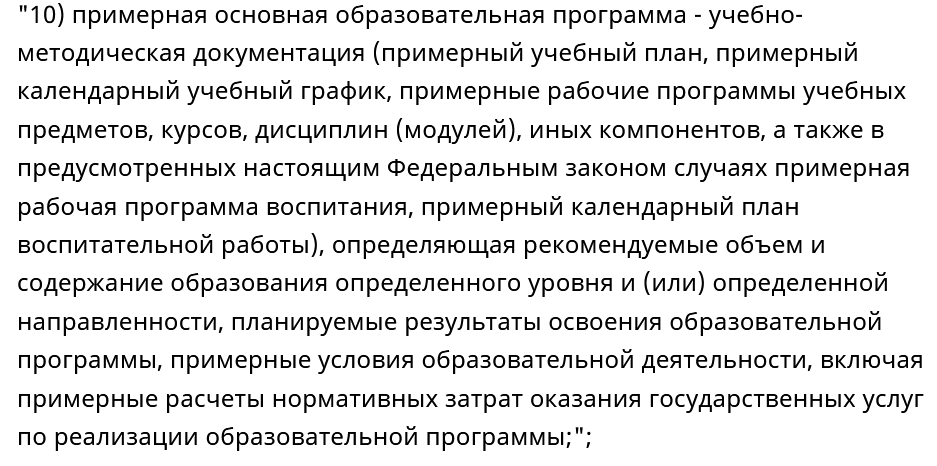 "10) примерная основная образовательная программа - учебно-
методическая документация (примерный учебный план, примерный
календарный учебный график, примерные рабочие программы учебных
предметов, курсов, дисциплин (модулей), иных компонентов, а также в
предусмотренных настоящим Федеральным законом случаях примерная
рабочая программа воспитания, примерный календарный план
воспитательной работы), определяющая рекомендуемые объем и
содержание образования определенного уровня и (или) определенной
направленности, планируемые результаты освоения образовательной
программы, примерные условия образовательной деятельности, включая
примерные расчеты нормативных затрат оказания государственных услуг
по реализации образовательной программы;";